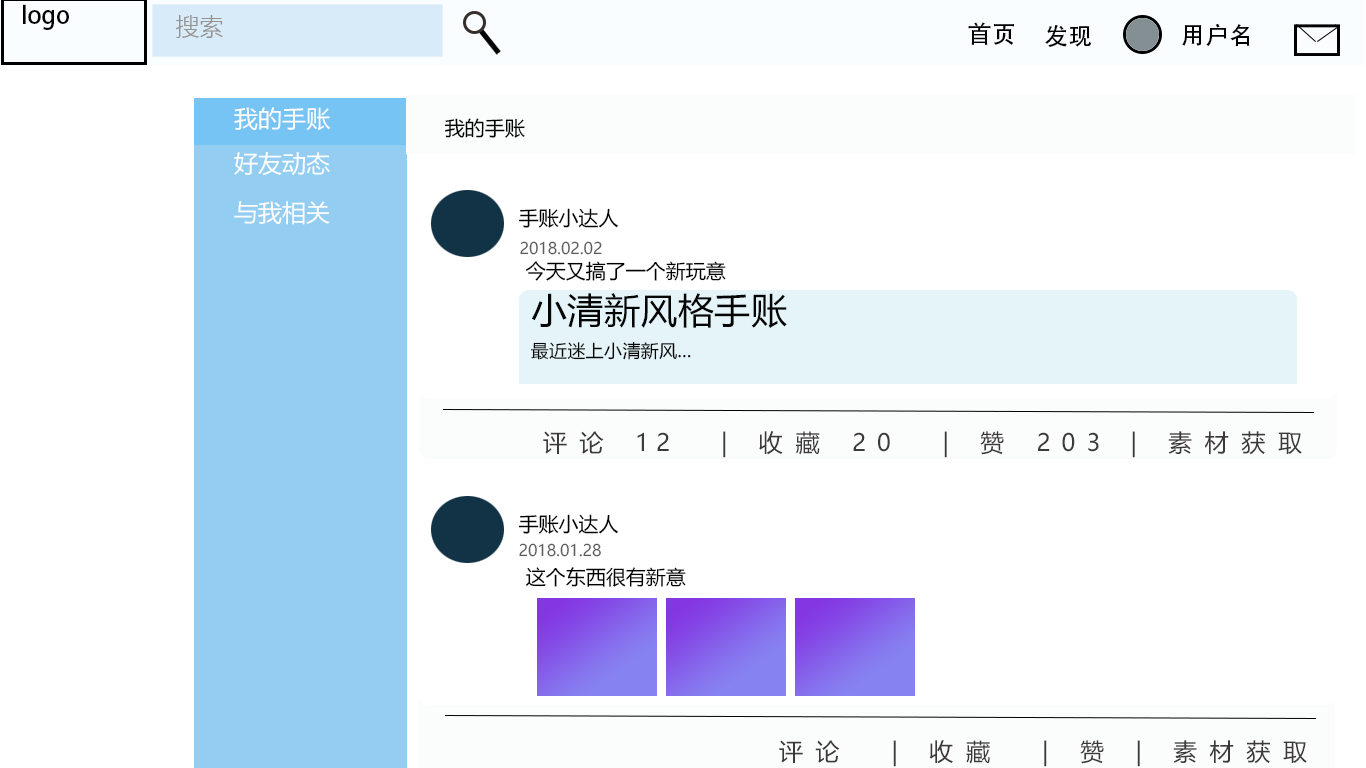 logo
搜索
首页 发现 用户名
我的手账
好友动态
与我相关
我的手账
手账小达人
2018.02.02
今天又搞了一个新玩意
小清新风格手账
最近迷上小清新风...
评论 12 | 收藏 20 | 赞 203 | 素材获取
手账小达人
2018.01.28
这个东西很有新意
评论 | 收藏 | 赞 | 素材获取